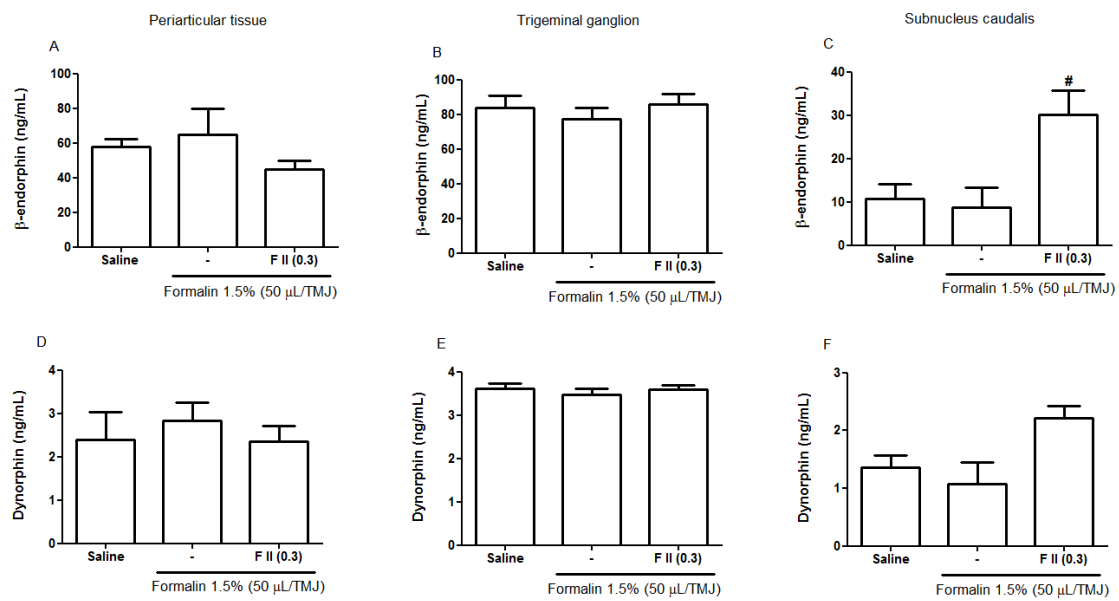 Periarticular tissue
Trigeminal ganglion
Subnucleus caudalis
A
β-endorphin (ng/mL)
100
80
60
40
20
0
Saline
-
F II (0.3)
Formalin 1.5% (50 μL/TMJ)
B
β-endorphin (ng/mL)
100
80
60
40
20
0
Saline
-
F II (0.3)
Formalin 1.5% (50 μL/TMJ)
C
β-endorphin (ng/mL)
40
30
20
10
0
#
Saline
-
F II (0.3)
Formalin 1.5% (50 μL/TMJ)
D
Dynorphin (ng/mL)
4
3
2
1
0
Saline
-
F II (0.3)
Formalin 1.5% (50 μL/TMJ)
E
Dynorphin (ng/mL)
4
3
2
1
0
Saline
-
F II (0.3)
Formalin 1.5% (50 μL/TMJ)
F
Dynorphin (ng/mL)
3
2
1
0
Saline
-
F II (0.3)
Formalin 1.5% (50 μL/TMJ)